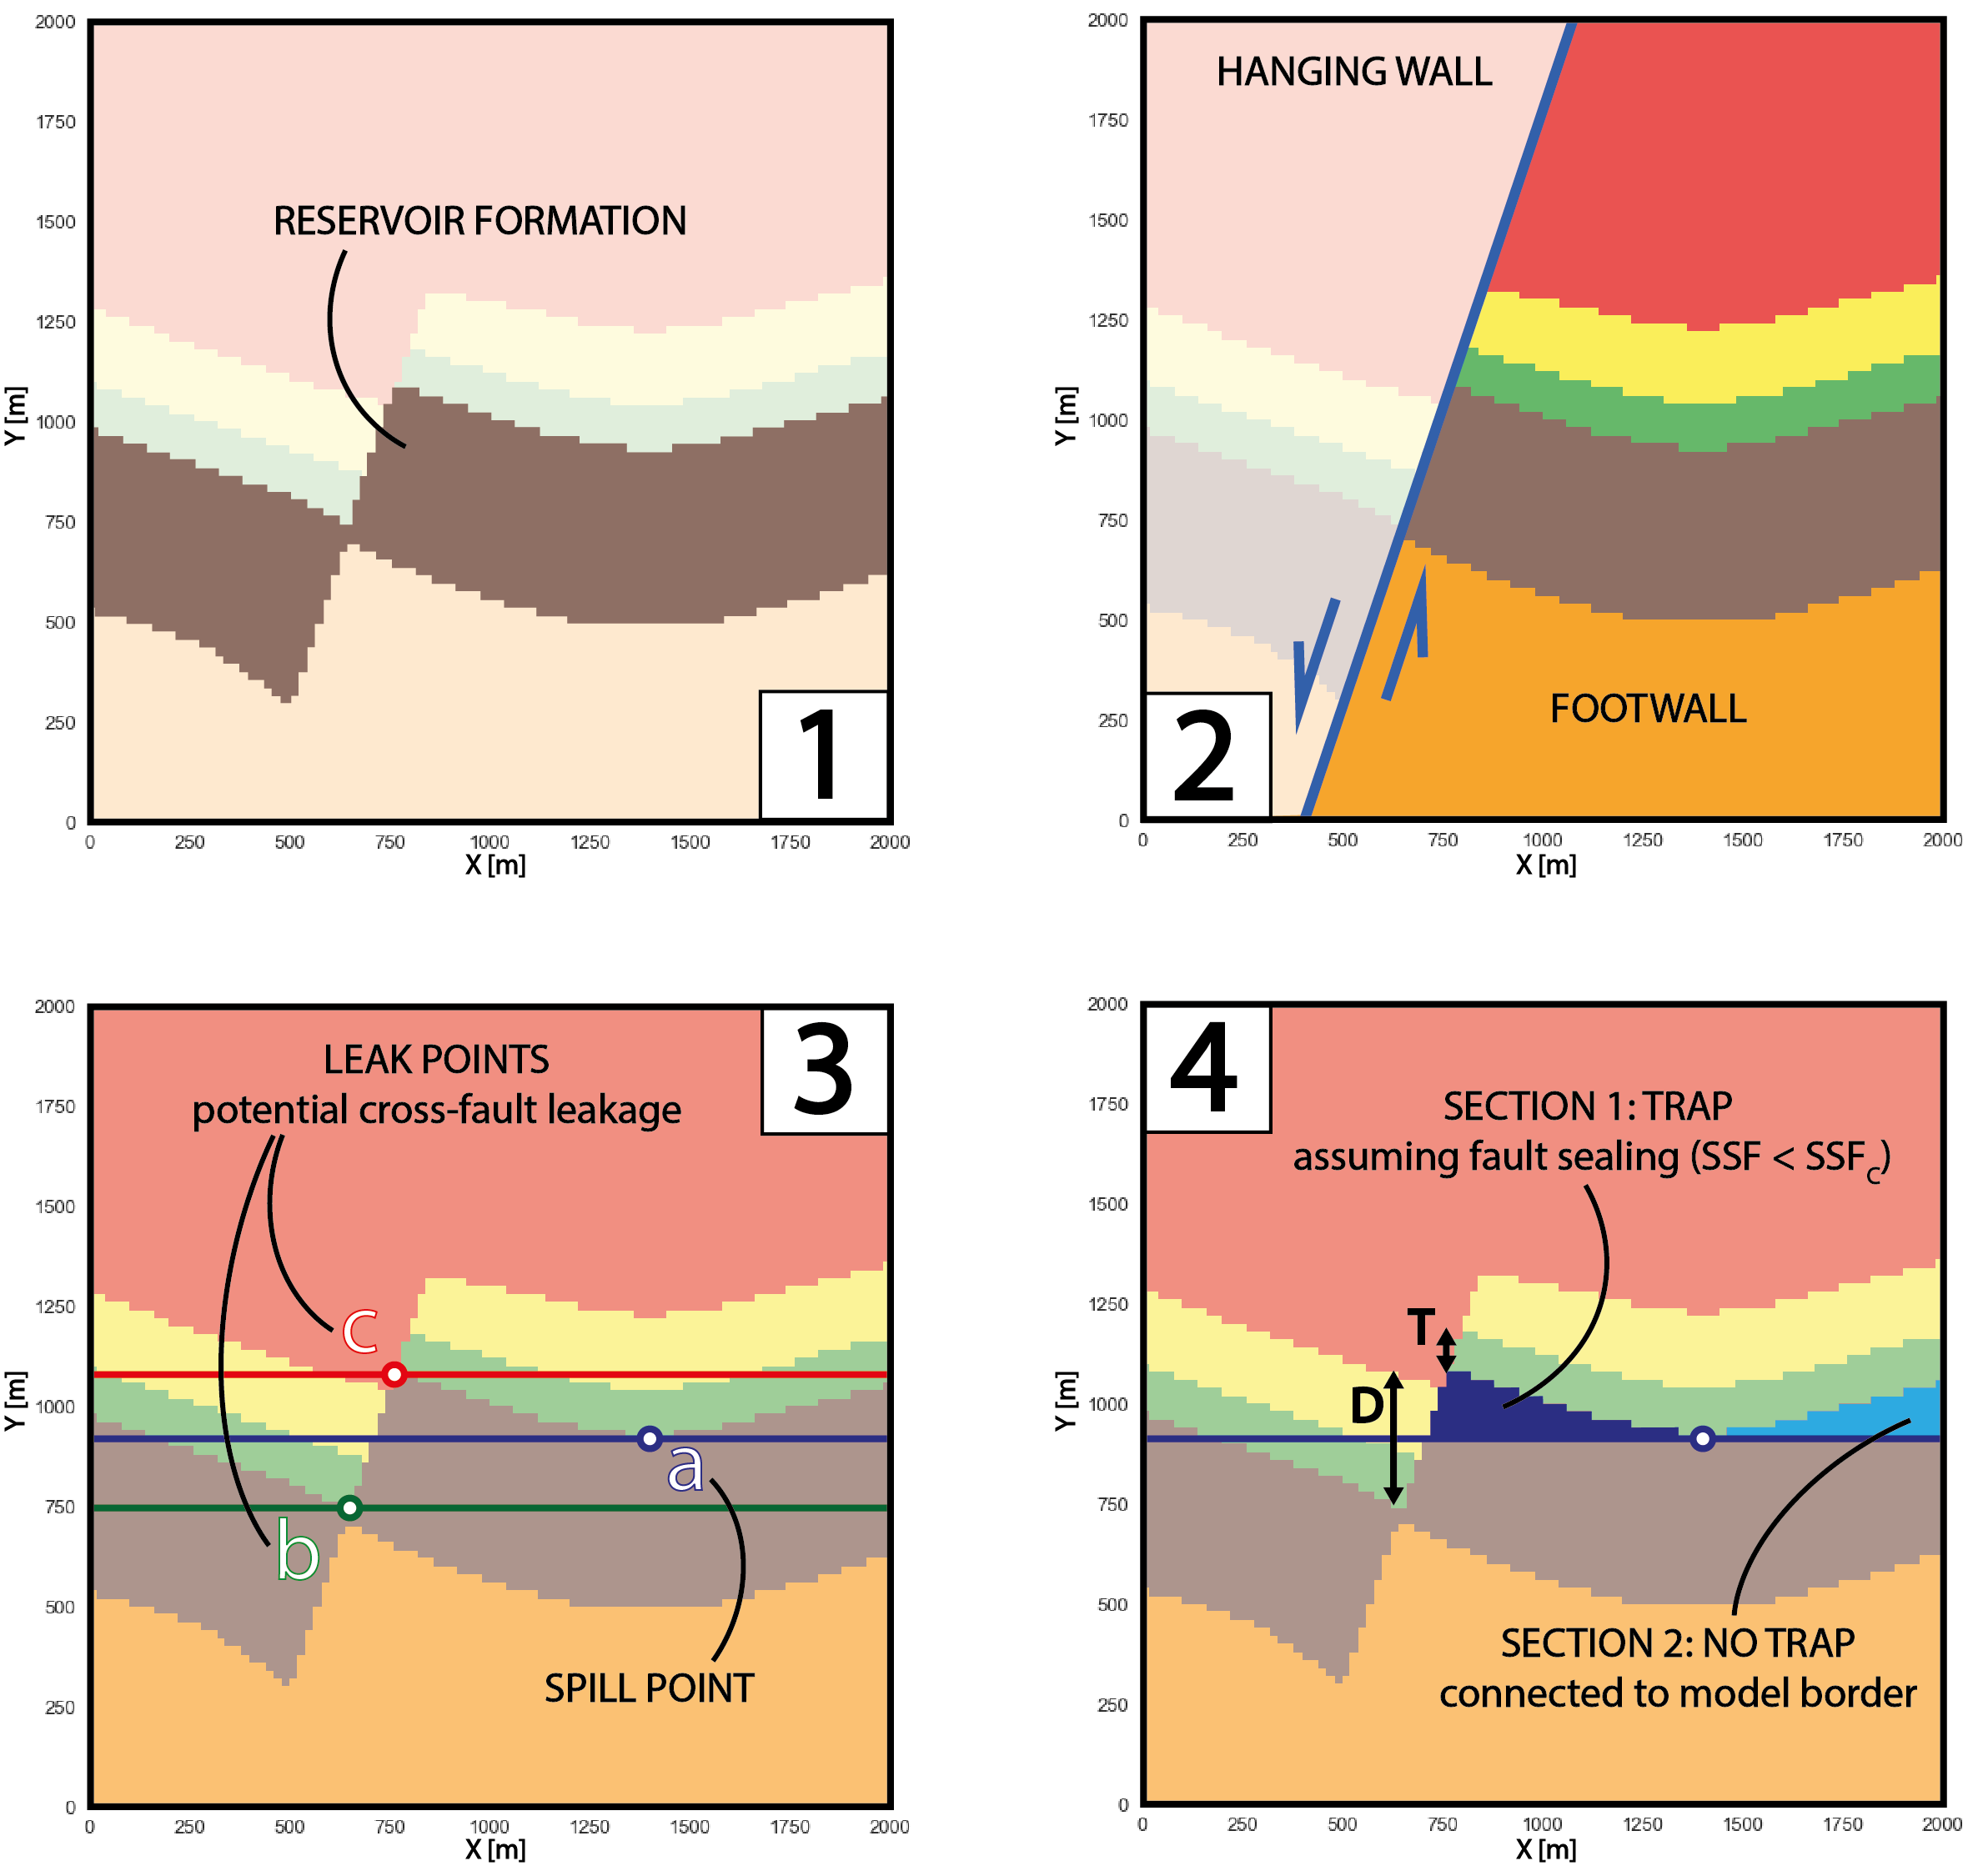 2000
1750
1500
1250
1000
750
500
250
0
Y [m]
RESERVOIR FORMATION
1
0 250 500 750 1000 1250 1500 1750 2000
X [m]
2000
1750
1500
1250
1000
750
500
250
0
Y [m]
HANGING WALL
FOOTWALL
2
0 250 500 750 1000 1250 1500 1750 2000
X [m]
2000
1750
1500
1250
1000
750
500
250
0
Y [m]
3
LEAK POINTS
potential cross-fault leakage
c
a
b
SPILL POINT
0 250 500 750 1000 1250 1500 1750 2000
X [m]
2000
1750
1500
1250
1000
750
500
250
0
Y [m]
4
SECTION 1: TRAP
assuming fault sealing (SSF < SSFC)
T
D
SECTION 2: NO TRAP
connected to model border
0 250 500 750 1000 1250 1500 1750 2000
X [m]